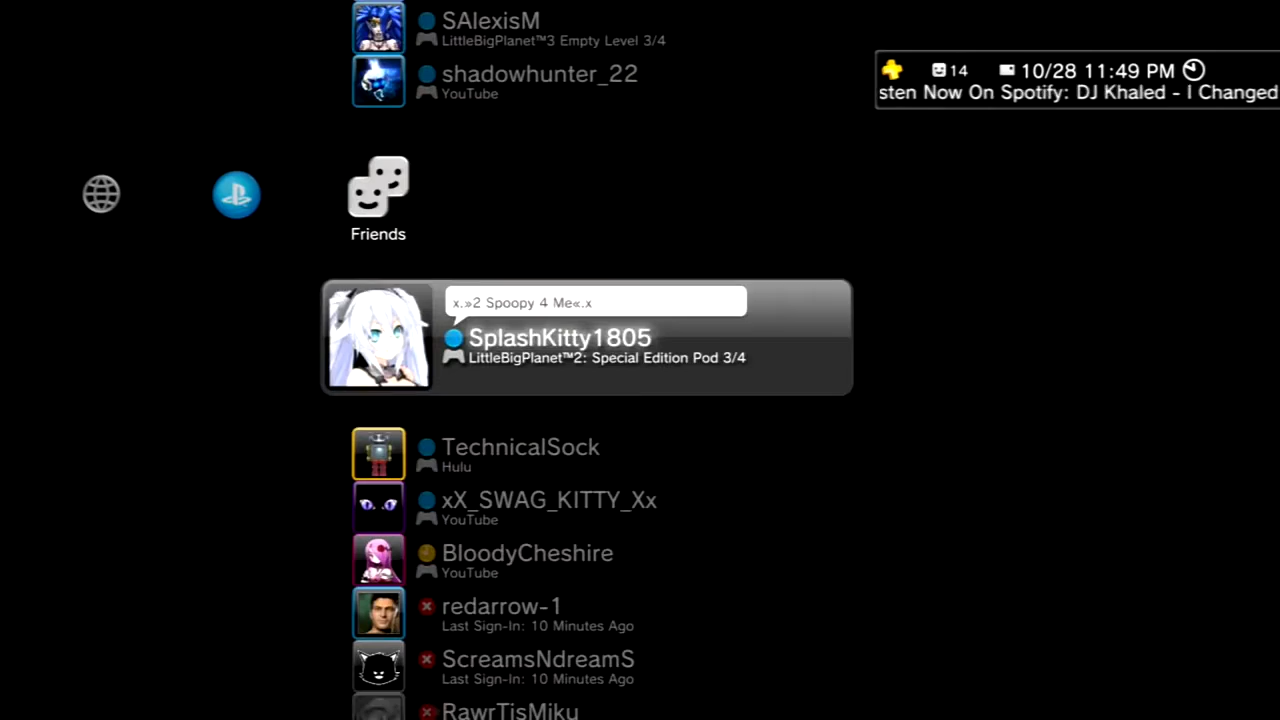 SAlexisM
LittleBigPlanet™3 Empty Level 3/4
shadowhunter_22
YouTube
14 10/28 11:49 PM
sten Now On Spotify: DJ Khaled - I Changed
Friends
x.»2 Spoopy 4 Me«.x
SplashKitty1805
LittleBigPlanet™2: Special Edition Pod 3/4
TechnicalSock
Hulu
xX_SWAG_KITTY_Xx
YouTube
BloodyCheshire
YouTube
redarrow-1
Last Sign-In: 10 Minutes Ago
ScreamsNdreamS
Last Sign-In: 10 Minutes Ago
RawrTisMiku